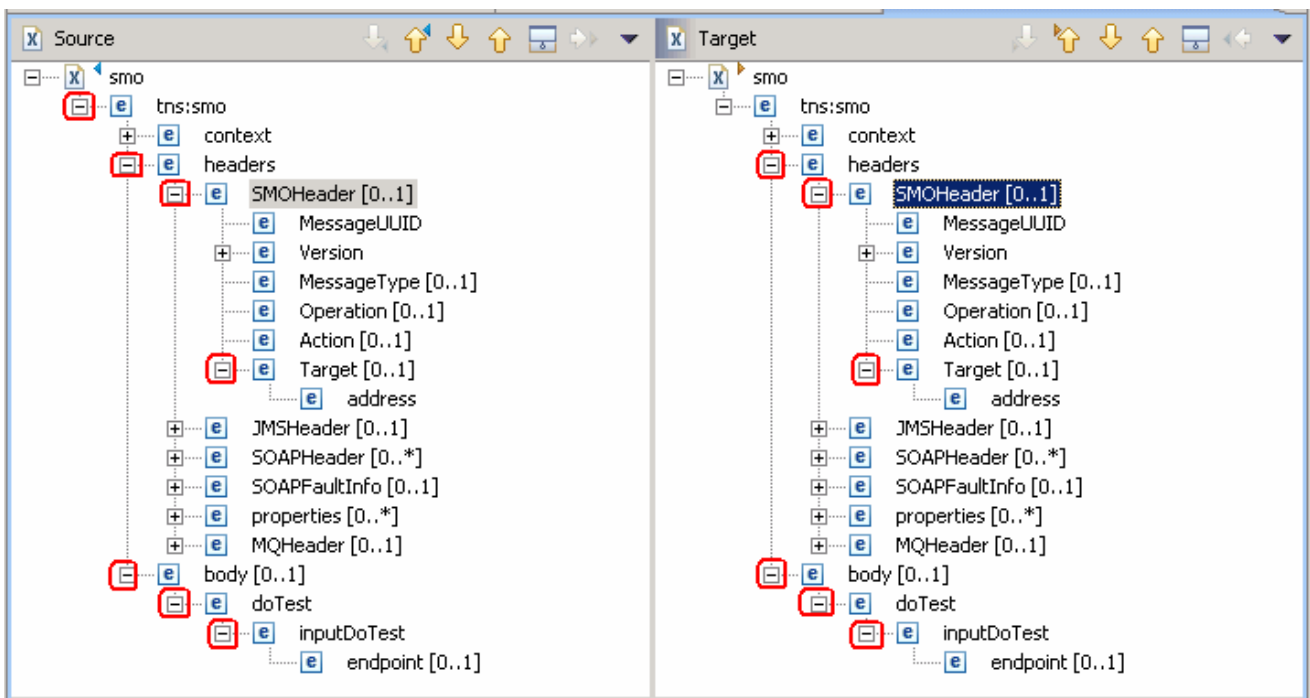 Source
smo
tns:smo
context
headers
SMOHeader [0..1]
MessageUUID
Version
MessageType [0..1]
Operation [0..1]
Action [0..1]
Target [0..1]
address
JMSHeader [0..1]
SOAPHeader [0..*]
SOAPFaultInfo [0..1]
properties [0..*]
MQHeader [0..1]
body [0..1]
doTest
inputDoTest
endpoint [0..1]
Target
smo
tns:smo
context
headers
SMOHeader [0..1]
MessageUUID
Version
MessageType [0..1]
Operation [0..1]
Action [0..1]
Target [0..1]
address
JMSHeader [0..1]
SOAPHeader [0..*]
SOAPFaultInfo [0..1]
properties [0..*]
MQHeader [0..1]
body [0..1]
doTest
inputDoTest
endpoint [0..1]